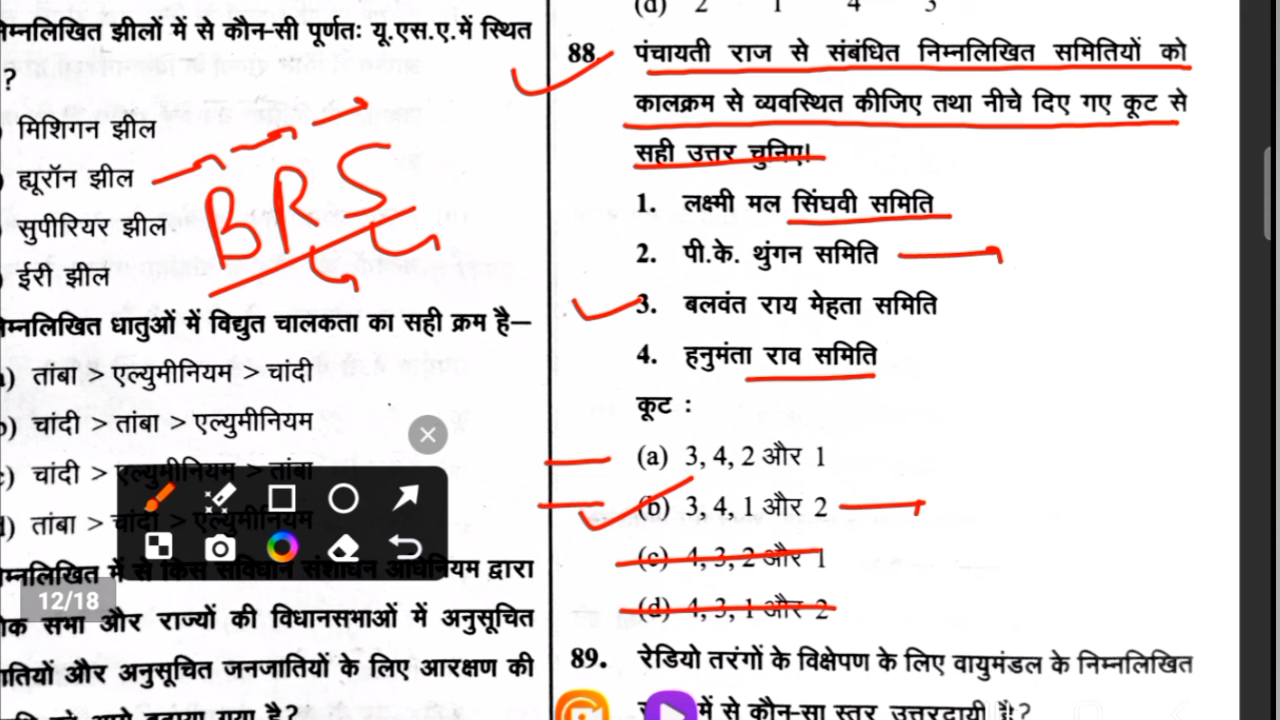 निम्नलिखित झीलों में से कौन-सी पूर्णतः यू.एस.ए.में स्थित
?
मिशिगन झील
) ह्यूरॉन झील
सुपीरियर झील
) ईरी झील
BRS
निम्नलिखित धातुओं में विद्युत चालकता का सही क्रम है—
) तांबा > एल्युमीनियम > चांदी
) चांदी > तांबा > एल्युमीनियम
) चांदी > एल्युमीनियम > तांबा
) तांबा > चांदी > एल्युमीनियम
म्नलिखित में से किस संविधान संशोधन अधिनियम द्वारा
12/18
क सभा और राज्यों की विधानसभाओं में अनुसूचित
और अनुसूचित जनजातियों के लिए आरक्षण की
गया है?
(d) 2 1 4 3
88. पंचायती राज से संबंधित निम्नलिखित समितियों को
कालक्रम से व्यवस्थित कीजिए तथा नीचे दिए गए कूट से
सही उत्तर चुनिए।
1. लक्ष्मी मल सिंघवी समिति
2. पी.के. थुंगन समिति
3. बलवंत राय मेहता समिति
4. हनुमंता राव समिति
कूट :
(a) 3, 4, 2 और 1
(b) 3, 4, 1 और 2
(c) 4, 3, 2 और 1
(d) 4, 3, 1 और 2
89. रेडियो तरंगों के विक्षेपण के लिए वायुमंडल के निम्नलिखित
में से कौन-सा स्तर उत्तरदायी है?